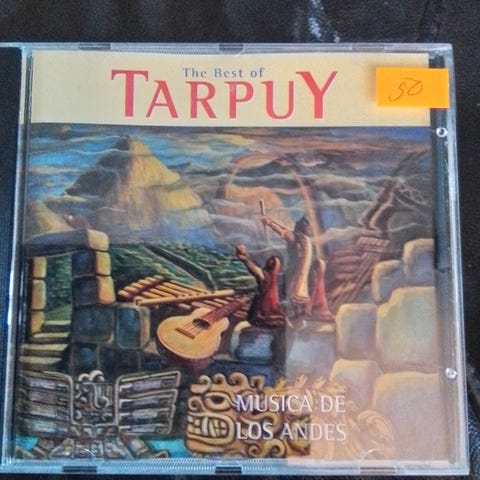 The Best of
TARPUY
50
MUSICA DE
LOS ANDES